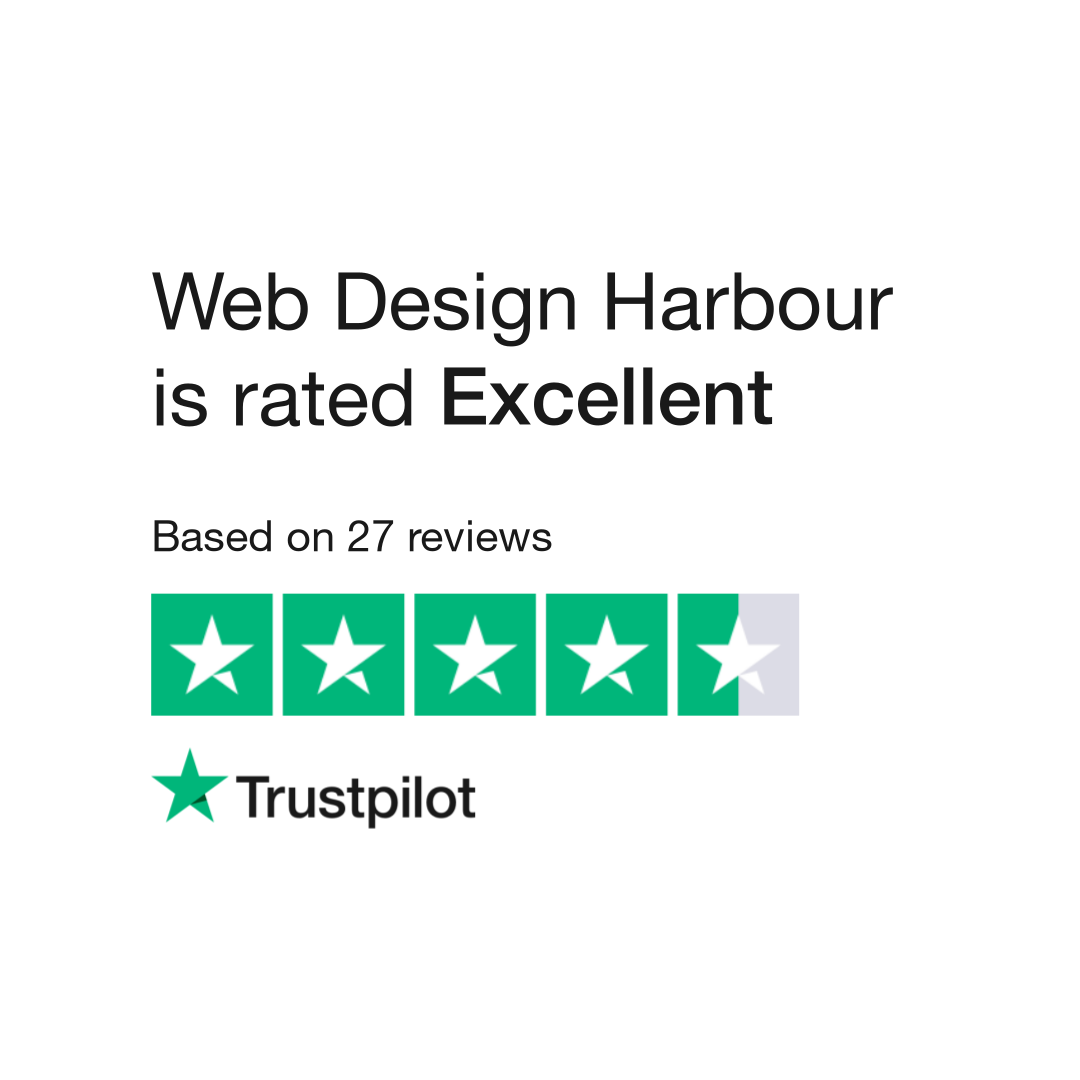 Web Design Harbour
is rated Excellent
Based on 27 reviews
Trustpilot